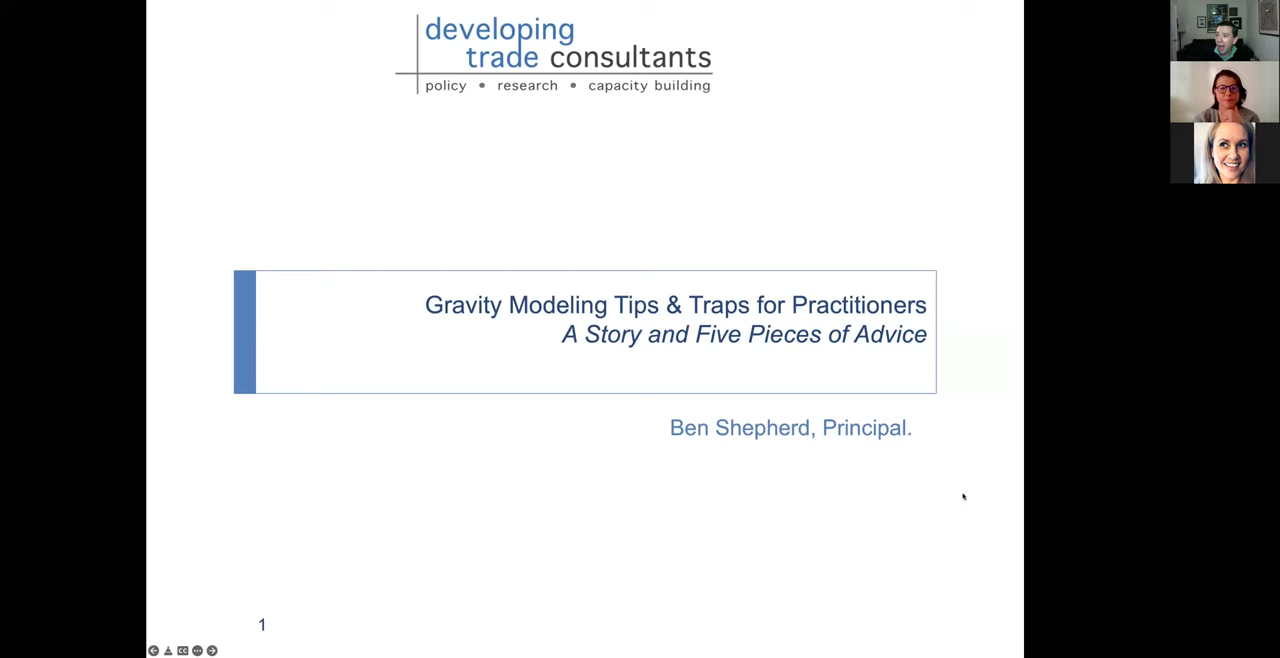 developing
trade consultants
policy • research • capacity building
Gravity Modeling Tips & Traps for Practitioners
A Story and Five Pieces of Advice
Ben Shepherd, Principal.
1